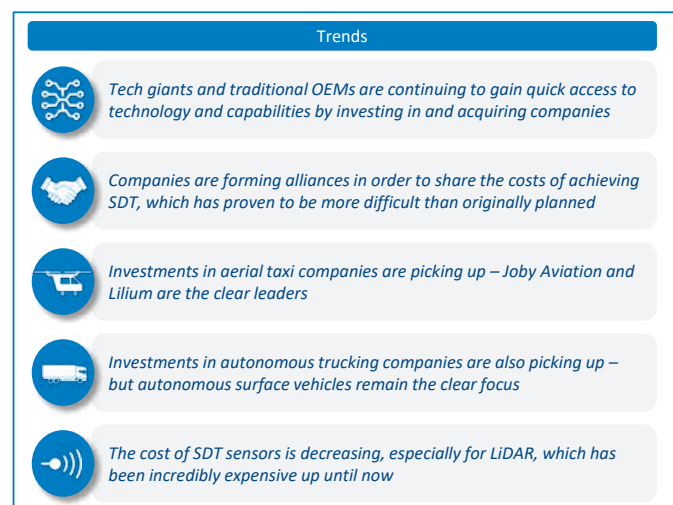 Trends
Tech giants and traditional OEMs are continuing to gain quick access to
technology and capabilities by investing in and acquiring companies
Companies are forming alliances in order to share the costs of achieving
SDT, which has proven to be more difficult than originally planned
Investments in aerial taxi companies are picking up – Joby Aviation and
Lilium are the clear leaders
Investments in autonomous trucking companies are also picking up –
but autonomous surface vehicles remain the clear focus
The cost of SDT sensors is decreasing, especially for LiDAR, which has
been incredibly expensive up until now